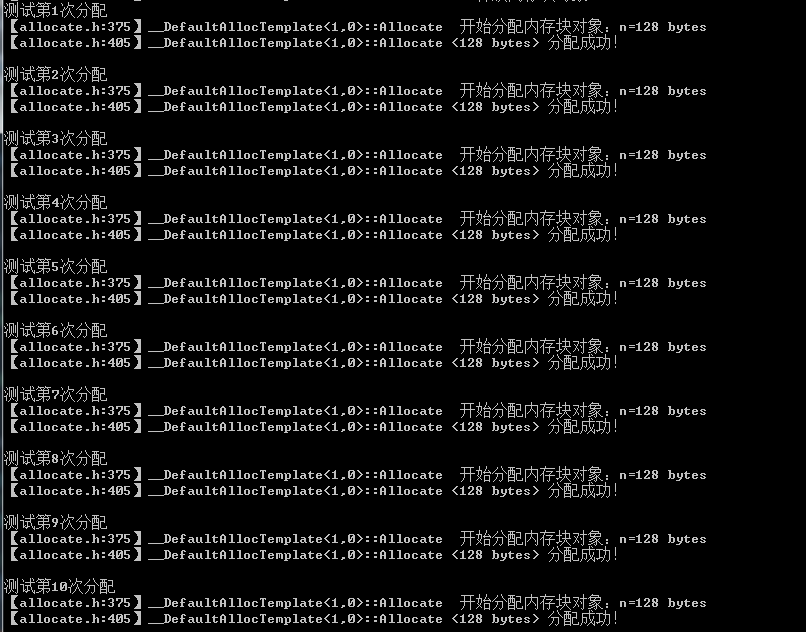 测试第1次分配
【allocate.h:375】__DefaultAllocTemplate<1,0>::Allocate  开始分配内存块对象：n=128 bytes
【allocate.h:405】__DefaultAllocTemplate<1,0>::Allocate <128 bytes> 分配成功!
测试第2次分配
【allocate.h:375】__DefaultAllocTemplate<1,0>::Allocate  开始分配内存块对象：n=128 bytes
【allocate.h:405】__DefaultAllocTemplate<1,0>::Allocate <128 bytes> 分配成功!
测试第3次分配
【allocate.h:375】__DefaultAllocTemplate<1,0>::Allocate  开始分配内存块对象：n=128 bytes
【allocate.h:405】__DefaultAllocTemplate<1,0>::Allocate <128 bytes> 分配成功!
测试第4次分配
【allocate.h:375】__DefaultAllocTemplate<1,0>::Allocate  开始分配内存块对象：n=128 bytes
【allocate.h:405】__DefaultAllocTemplate<1,0>::Allocate <128 bytes> 分配成功!
测试第5次分配
【allocate.h:375】__DefaultAllocTemplate<1,0>::Allocate  开始分配内存块对象：n=128 bytes
【allocate.h:405】__DefaultAllocTemplate<1,0>::Allocate <128 bytes> 分配成功!
测试第6次分配
【allocate.h:375】__DefaultAllocTemplate<1,0>::Allocate  开始分配内存块对象：n=128 bytes
【allocate.h:405】__DefaultAllocTemplate<1,0>::Allocate <128 bytes> 分配成功!
测试第7次分配
【allocate.h:375】__DefaultAllocTemplate<1,0>::Allocate  开始分配内存块对象：n=128 bytes
【allocate.h:405】__DefaultAllocTemplate<1,0>::Allocate <128 bytes> 分配成功!
测试第8次分配
【allocate.h:375】__DefaultAllocTemplate<1,0>::Allocate  开始分配内存块对象：n=128 bytes
【allocate.h:405】__DefaultAllocTemplate<1,0>::Allocate <128 bytes> 分配成功!
测试第9次分配
【allocate.h:375】__DefaultAllocTemplate<1,0>::Allocate  开始分配内存块对象：n=128 bytes
【allocate.h:405】__DefaultAllocTemplate<1,0>::Allocate <128 bytes> 分配成功!
测试第10次分配
【allocate.h:375】__DefaultAllocTemplate<1,0>::Allocate  开始分配内存块对象：n=128 bytes
【allocate.h:405】__DefaultAllocTemplate<1,0>::Allocate <128 bytes> 分配成功!